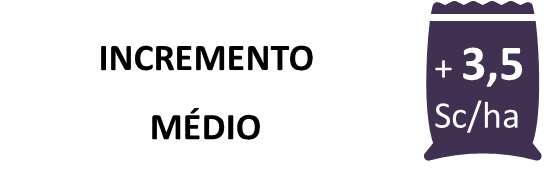 INCREMENTO
MÉDIO
+ 3,5
Sc/ha